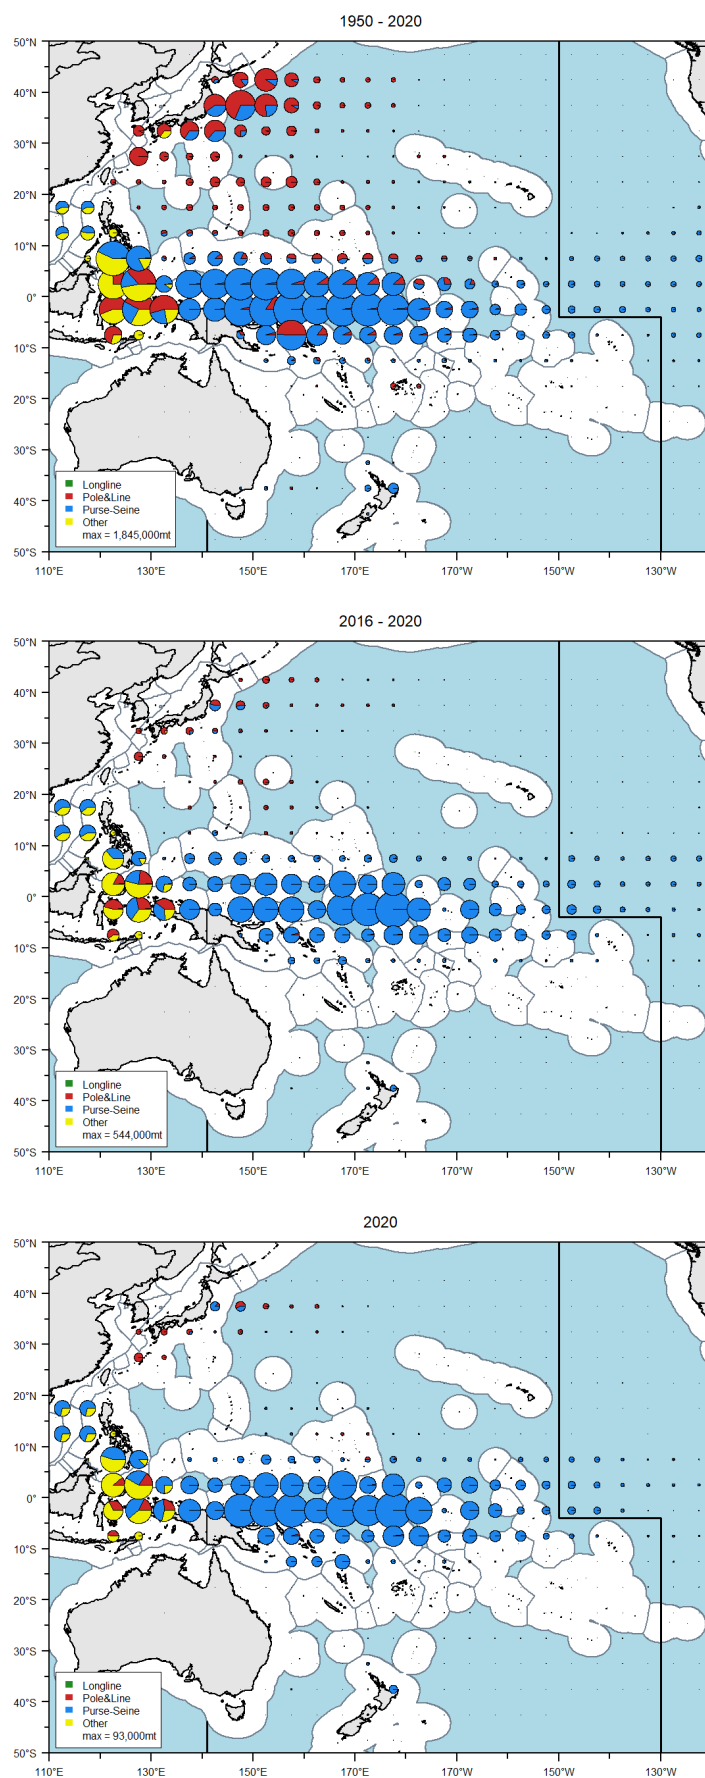 1950 - 2020
50°N
40°N
30°N
20°N
10°N
0°
10°S
20°S
30°S
40°S
50°S
Longline
Pole&Line
Purse-Seine
Other
max = 1,845,000mt
110°E 130°E 150°E 170°E 170°W 150°W 130°W
2016 - 2020
50°N
40°N
30°N
20°N
10°N
0°
10°S
20°S
30°S
40°S
50°S
Longline
Pole&Line
Purse-Seine
Other
max = 544,000mt
110°E 130°E 150°E 170°E 170°W 150°W 130°W
2020
50°N
40°N
30°N
20°N
10°N
0°
10°S
20°S
30°S
40°S
50°S
Longline
Pole&Line
Purse-Seine
Other
max = 93,000mt
110°E 130°E 150°E 170°E 170°W 150°W 130°W